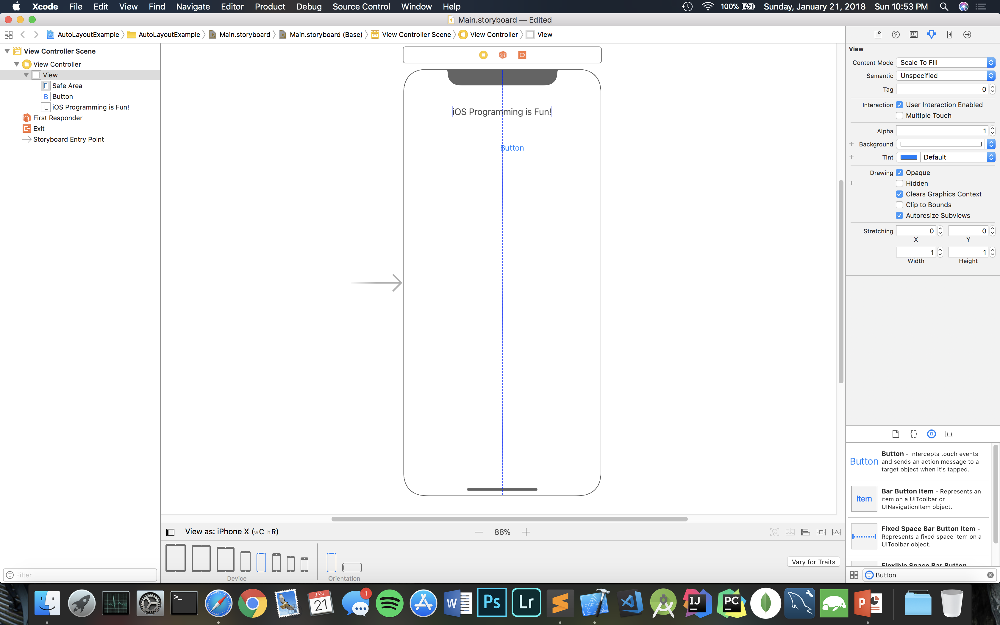 Xcode File Edit View Find Navigate Editor Product Debug Source Control Window Help 100% Sunday, January 21, 2018 Sun 10:53 PM
Main.storyboard — Edited
AutoLayoutExample AutoLayoutExample Main.storyboard Main.storyboard (Base) View Controller Scene View Controller View
View Controller Scene
View Controller
View
Safe Area
B Button
L iOS Programming is Fun!
First Responder
Exit
Storyboard Entry Point
Filter
iOS Programming is Fun!
Button
View as: iPhone X (wC hR)
88%
Device
Orientation
Vary for Traits
View
Content Mode Scale To Fill
Semantic Unspecified
Tag 0
Interaction User Interaction Enabled
Multiple Touch
Alpha 1
Background
Tint Default
Drawing Opaque
Hidden
Clears Graphics Context
Clip to Bounds
Autoresize Subviews
Stretching 0 0
X Y
1 1
Width Height
{}
Button
Button - Intercepts touch events
and sends an action message to a
target object when it's tapped.
Item
Bar Button Item - Represents an
item on a UIToolbar or
UINavigationItem object.
Fixed Space Bar Button Item -
Represents a fixed space item on a
UIToolbar object.
Flexible Space Bar Button
Button
>_ JAN 21 1 W Ps Lr IJ PC P